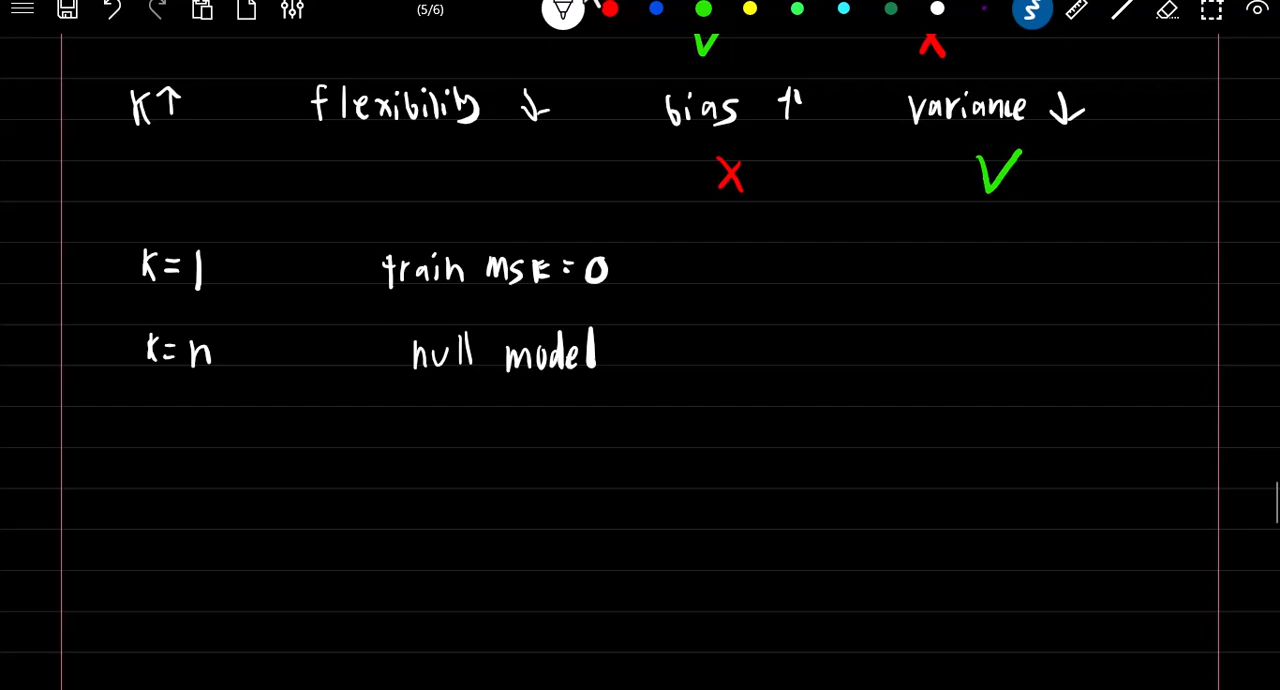 (5/6)
K↑ flexibility ↓ bias ↑ variance ↓
K=1 train MSE=0
K=n null model